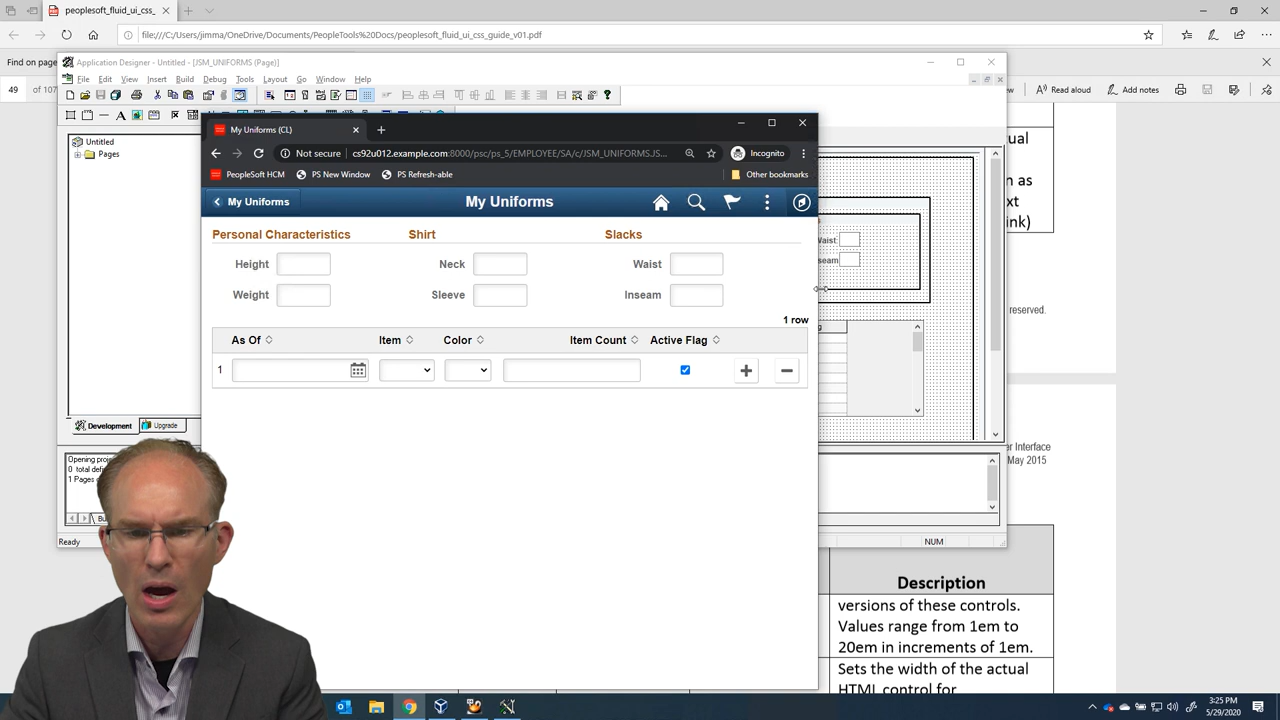 peoplesoft_fluid_ui_css_
file:///C:/Users/jimma/OneDrive/Documents/PeopleTools%20Docs/peoplesoft_fluid_ui_css_guide_v01.pdf
Find on page
Application Designer - Untitled - [JSM_UNIFORMS (Page)]
File Edit View Insert Build Debug Tools Layout Go Window Help
49 of 107
Read aloud
Add notes
Untitled
Pages
My Uniforms (CL)
Not secure cs92u012.example.com:8000/psc/ps_5/EMPLOYEE/SA/c/JSM_UNIFORMS.JS...
Incognito
PeopleSoft HCM PS New Window PS Refresh-able Other bookmarks
My Uniforms
My Uniforms
Personal Characteristics Shirt Slacks
Height Neck Waist
Weight Sleeve Inseam
1 row
As Of Item Color Item Count Active Flag
1
Waist
seam
g
ual
n as
xt
ink)
reserved.
er Interface
May 2015
Development Upgrade
Opening proje
0 total defin
1 Pages
Bu
Ready
NUM
Description
versions of these controls.
Values range from 1em to
20em in increments of 1em.
Sets the width of the actual
HTML control for
3:25 PM
5/29/2020